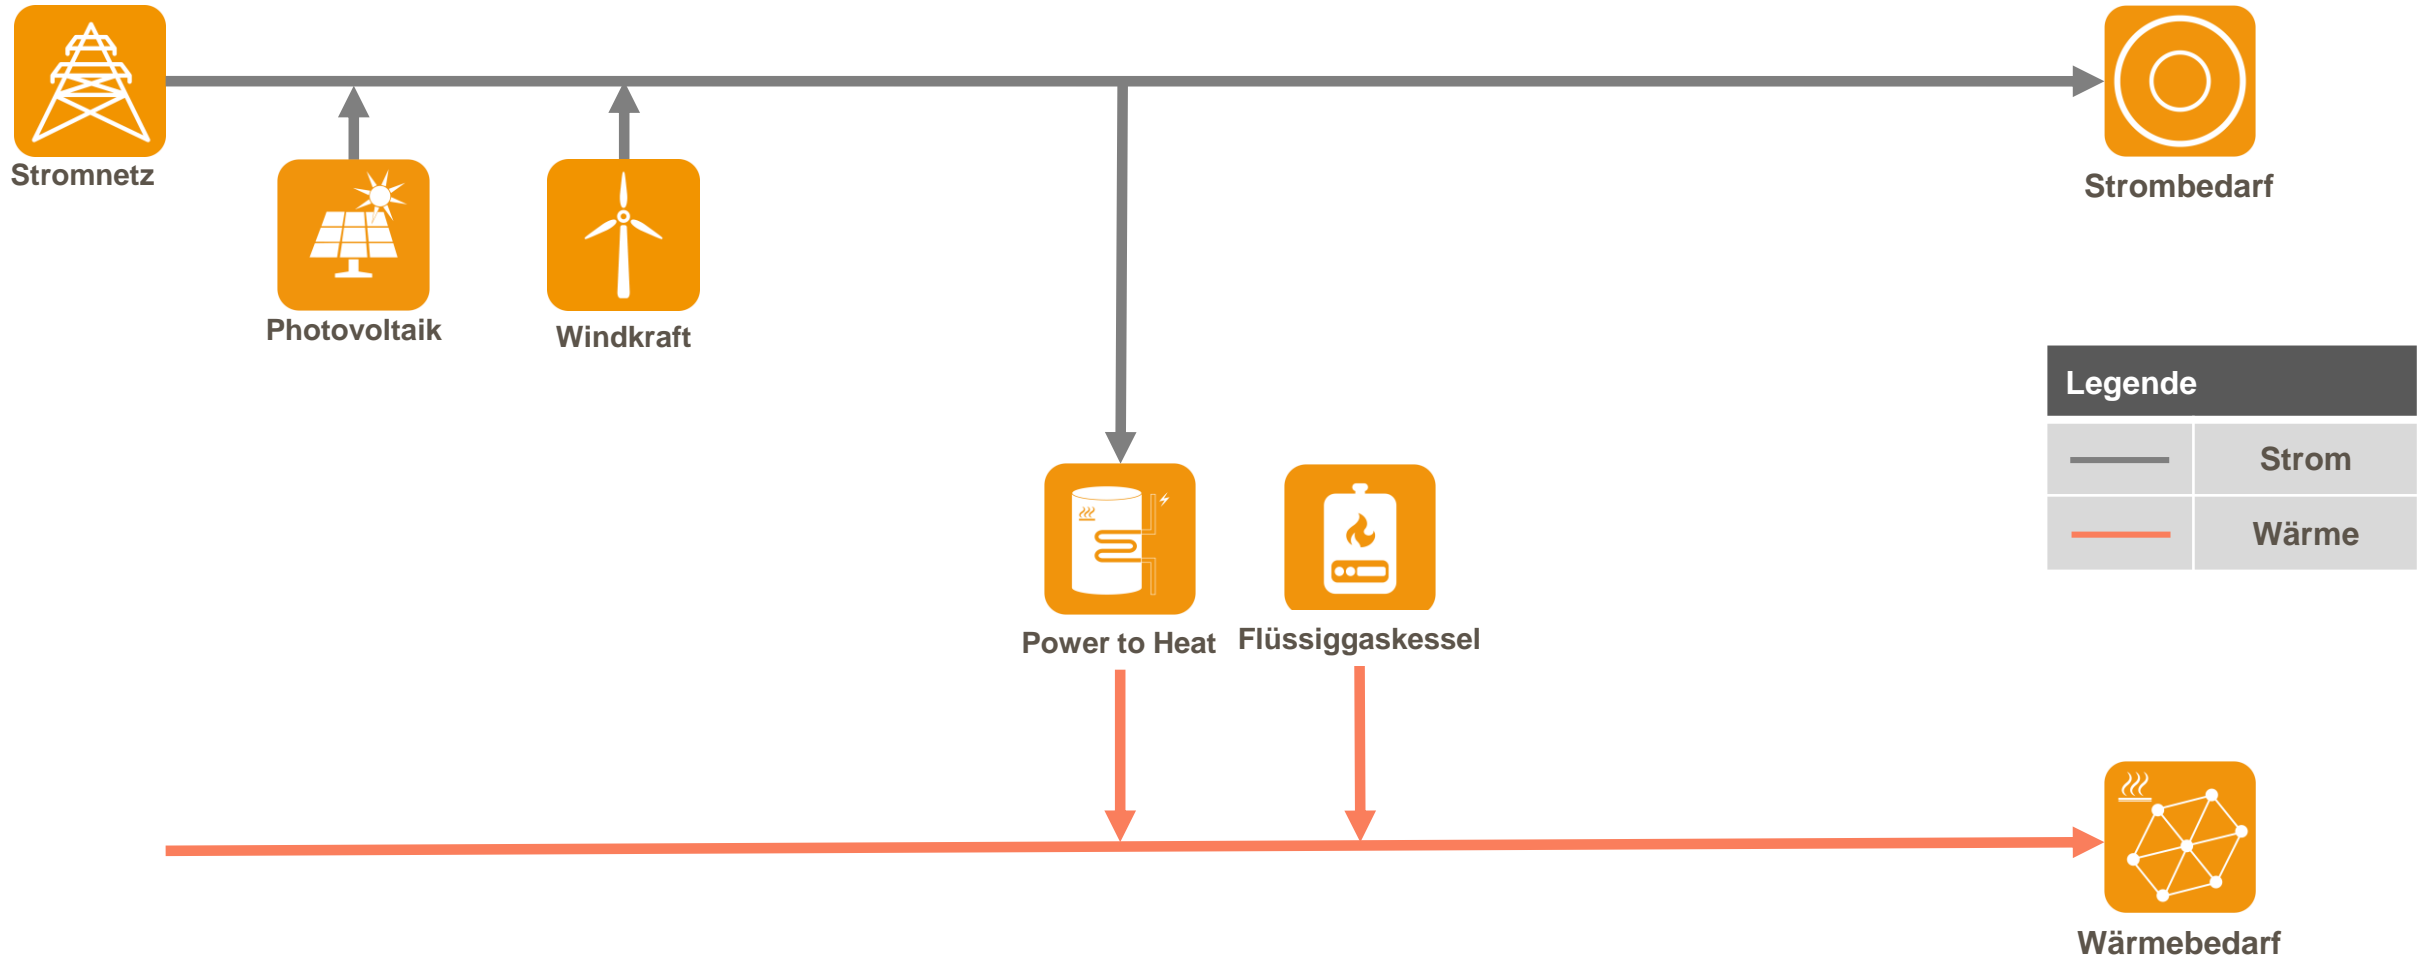 Stromnetz
Strombedarf
Photovoltaik
Windkraft
Legende
Strom
Wärme
Power to Heat
Flüssiggaskessel
Wärmebedarf